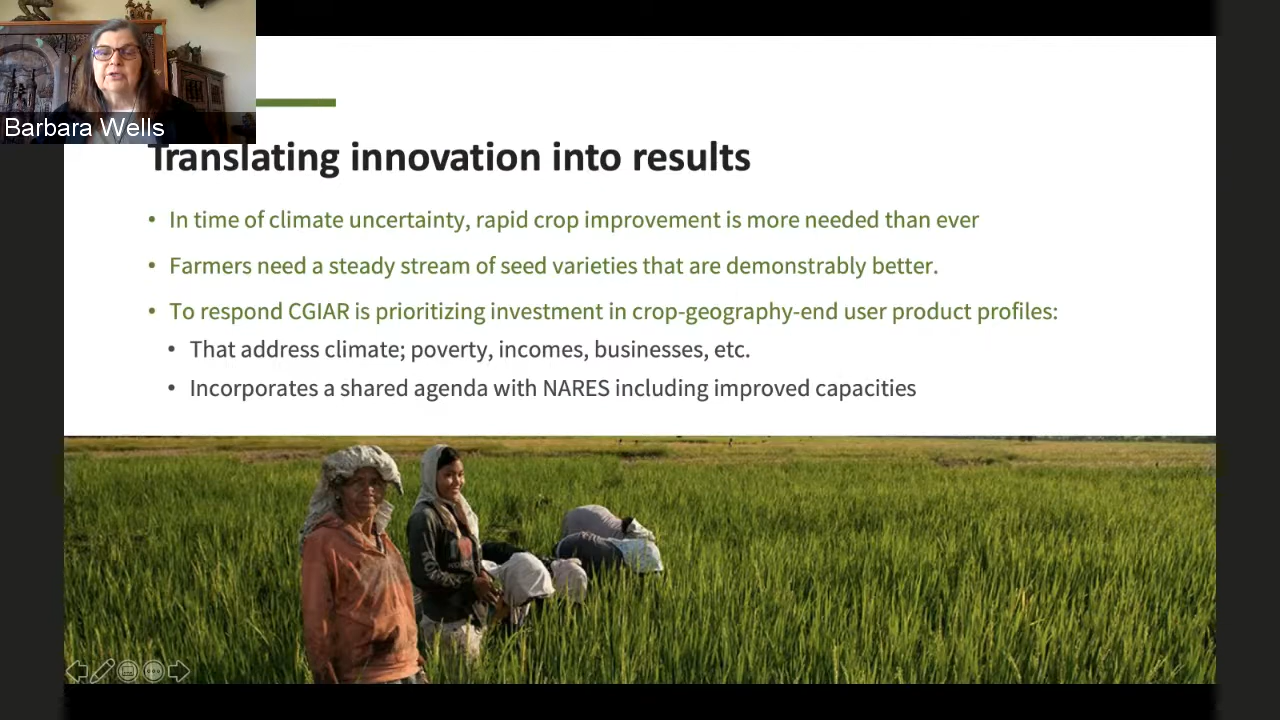 Barbara Wells
Translating innovation into results
• In time of climate uncertainty, rapid crop improvement is more needed than ever
• Farmers need a steady stream of seed varieties that are demonstrably better.
• To respond CGIAR is prioritizing investment in crop-geography-end user product profiles:
• That address climate; poverty, incomes, businesses, etc.
• Incorporates a shared agenda with NARES including improved capacities